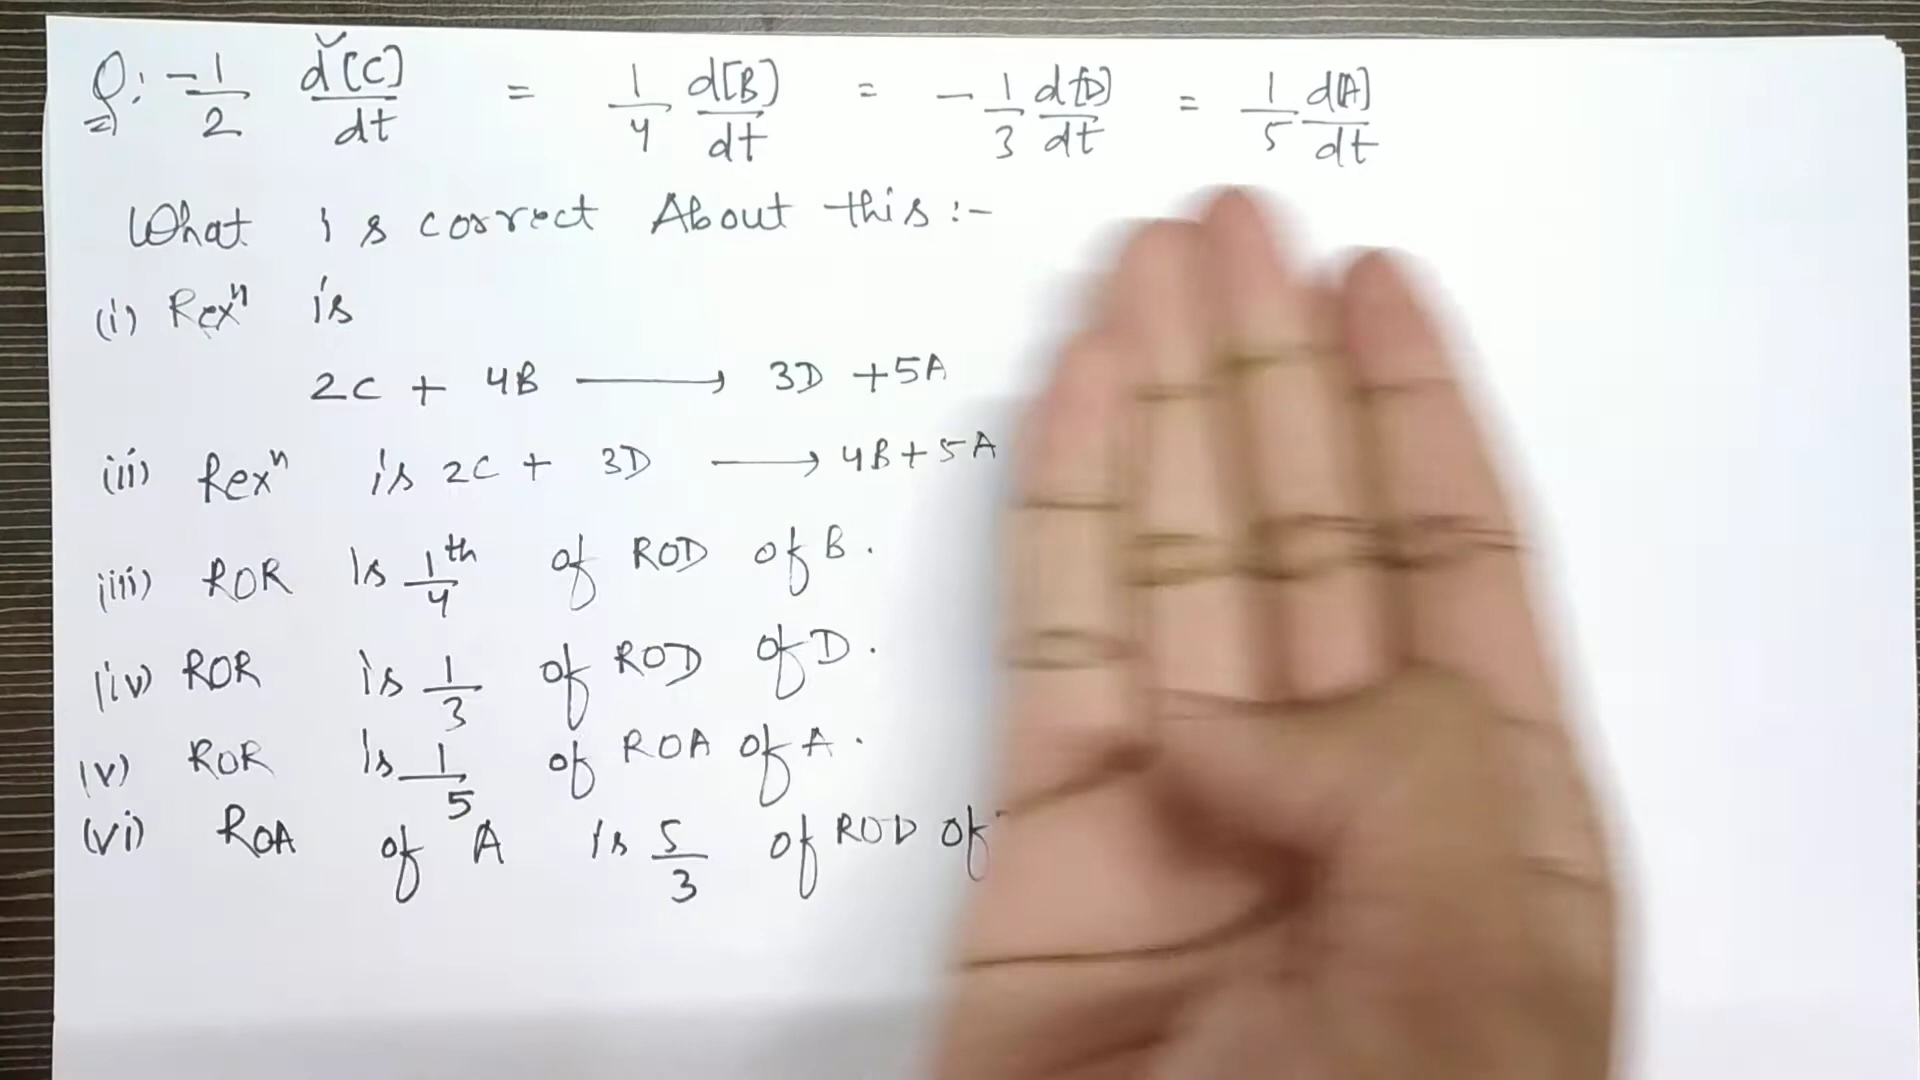 Q: -1/2 d[C]/dt = 1/4 d[B]/dt = -1/3 d[D]/dt = 1/5 d[A]/dt
What is correct About this :-
(i) Rexⁿ is
2C + 4B ⟶ 3D + 5A
(ii) Rexⁿ is 2C + 3D ⟶ 4B + 5A
(iii) ROR is 1/4 th of ROD of B.
(iv) ROR is 1/3 of ROD of D.
(v) ROR is 1/5 of ROA of A.
(vi) ROA of A is 5/3 of ROD of